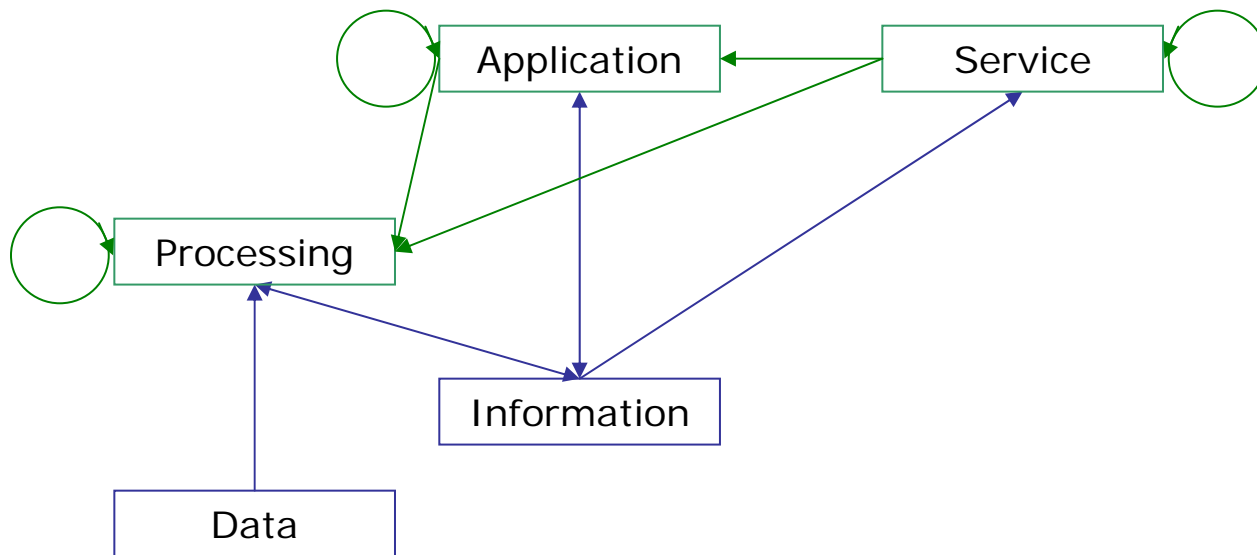 Application
Service
Processing
Information
Data